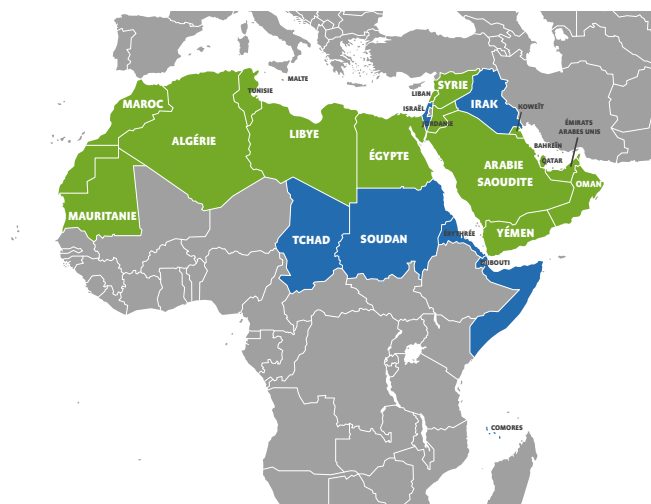 MALTE
SYRIE
LIBAN
IRAK
MAROC
TUNISIE
ISRAËL
KOWEÏT
JORDANIE
LIBYE
ALGÉRIE
ÉGYPTE
ÉMIRATS
ARABES UNIS
BAHREÏN
QATAR
ARABIE
SAOUDITE
OMAN
MAURITANIE
YÉMEN
ÉRYTHRÉE
TCHAD
SOUDAN
DJIBOUTI
COMORES